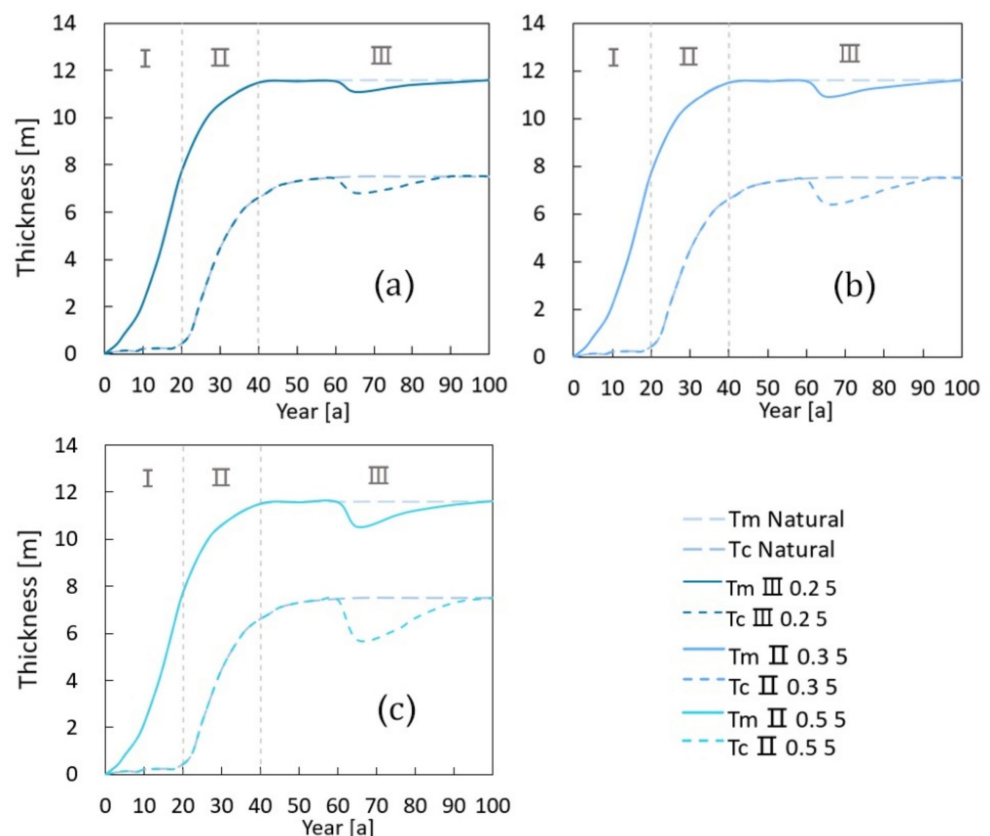 14
12
10
8
6
4
2
0
Thickness [m]
Ⅰ Ⅱ Ⅲ
(a)
0 10 20 30 40 50 60 70 80 90 100
Year [a]
14
12
10
8
6
4
2
0
Thickness [m]
Ⅰ Ⅱ Ⅲ
(b)
0 10 20 30 40 50 60 70 80 90 100
Year [a]
14
12
10
8
6
4
2
0
Thickness [m]
Ⅰ Ⅱ Ⅲ
(c)
0 10 20 30 40 50 60 70 80 90 100
Year [a]
Tm Natural
Tc Natural
Tm Ⅲ 0.2 5
Tc Ⅲ 0.2 5
Tm Ⅱ 0.3 5
Tc Ⅱ 0.3 5
Tm Ⅱ 0.5 5
Tc Ⅱ 0.5 5